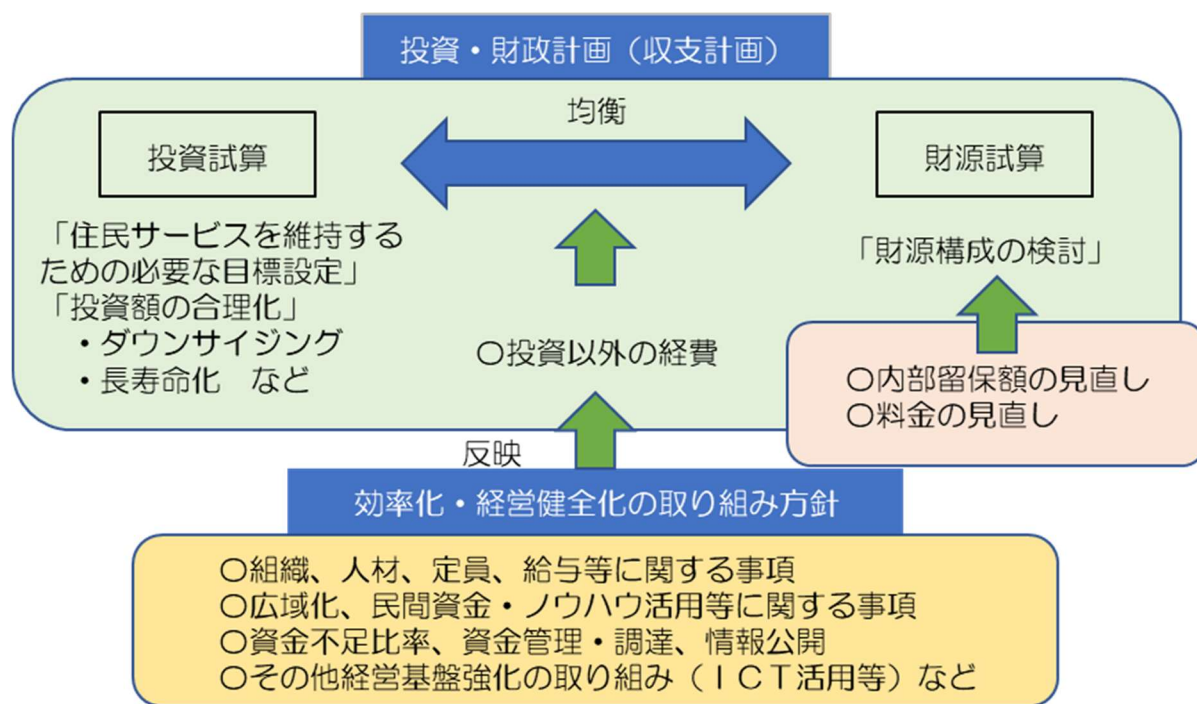 投資・財政計画（収支計画）
均衡
投資試算
財源試算
「住民サービスを維持する
ための必要な目標設定」
「投資額の合理化」
・ダウンサイジング
・長寿命化　など
〇投資以外の経費
「財源構成の検討」
〇内部留保額の見直し
〇料金の見直し
反映
効率化・経営健全化の取り組み方針
〇組織、人材、定員、給与等に関する事項
〇広域化、民間資金・ノウハウ活用等に関する事項
〇資金不足比率、資金管理・調達、情報公開
〇その他経営基盤強化の取り組み（ＩＣＴ活用等）など